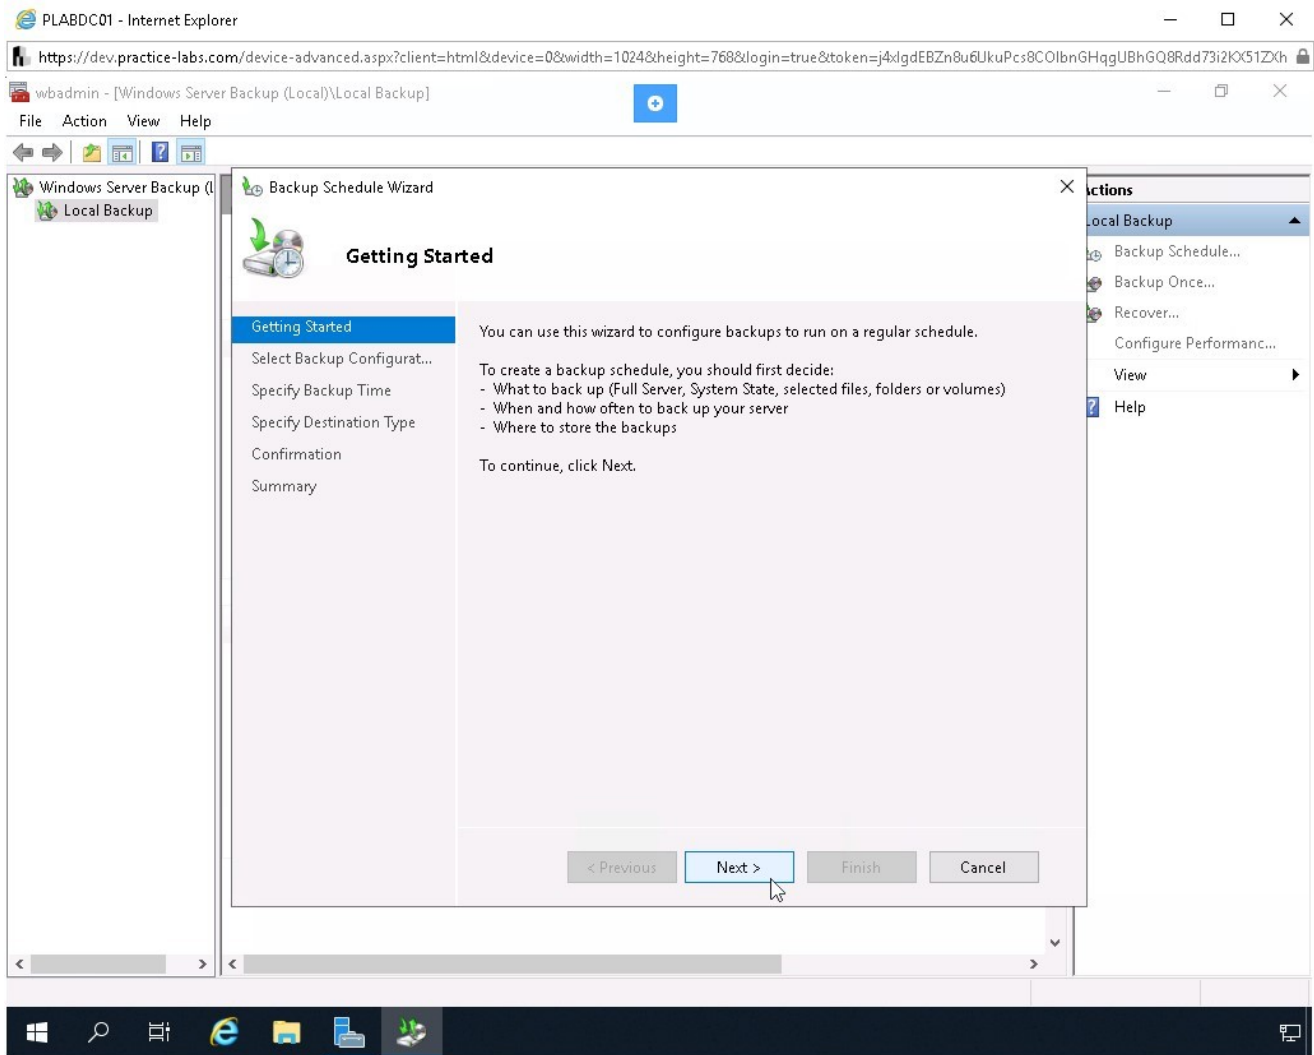 PLABDC01 - Internet Explorer
https://dev.practice-labs.com/device-advanced.aspx?client=html&device=0&width=1024&height=768&login=true&token=j4xIgdEBZn8u6UkuPcs8COIbnGHqgUBhGQ8Rdd73i2KX51ZXh
wbadmin - [Windows Server Backup (Local)\Local Backup]
File Action View Help
Windows Server Backup (L
Local Backup
Backup Schedule Wizard
Getting Started
Getting Started
Select Backup Configurat...
Specify Backup Time
Specify Destination Type
Confirmation
Summary
You can use this wizard to configure backups to run on a regular schedule.
To create a backup schedule, you should first decide:
- What to back up (Full Server, System State, selected files, folders or volumes)
- When and how often to back up your server
- Where to store the backups
To continue, click Next.
< Previous
Next >
Finish
Cancel
Actions
Local Backup
Backup Schedule...
Backup Once...
Recover...
Configure Performanc...
View
Help